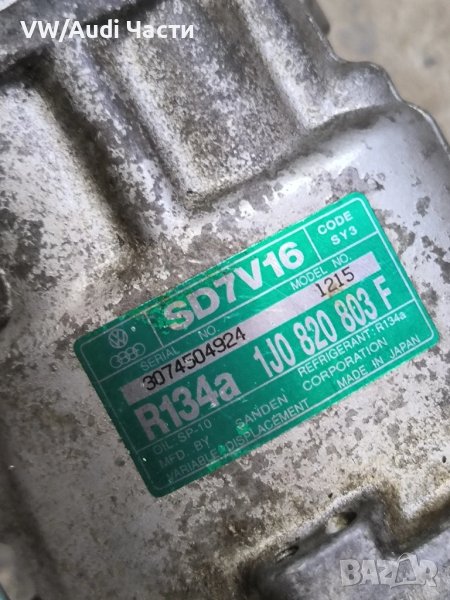 VW/Audi Части
SD7V16
CODE
SY3
SERIAL NO.
MODEL NO.
3074504924
1215
R134a
1J0 820 803 F
OIL:SP-10
REFRIGERANT:R134a
MFD BY SANDEN CORPORATION
VARIABLE DISPLACEMENT
MADE IN JAPAN
BAZAR